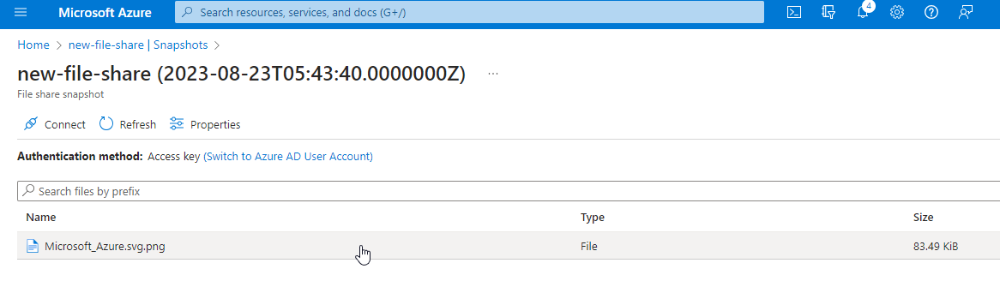 Microsoft Azure
Search resources, services, and docs (G+/)
4
Home > new-file-share | Snapshots >
new-file-share (2023-08-23T05:43:40.0000000Z) ...
File share snapshot
Connect Refresh Properties
Authentication method: Access key (Switch to Azure AD User Account)
Search files by prefix
Name Type Size
Microsoft_Azure.svg.png File 83.49 KiB